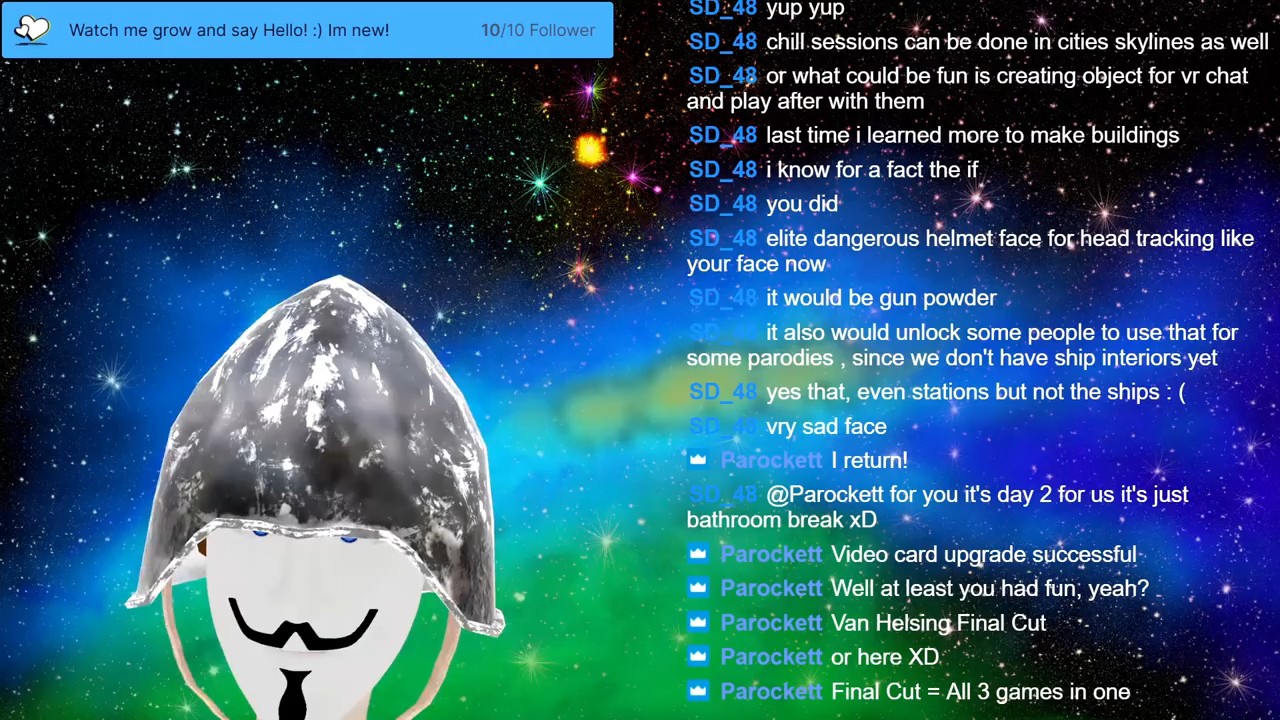 Watch me grow and say Hello! :) Im new!
10/10 Follower
SD_48 yup yup
SD_48 chill sessions can be done in cities skylines as well
SD_48 or what could be fun is creating object for vr chat
and play after with them
SD_48 last time i learned more to make buildings
SD_48 i know for a fact the if
SD_48 you did
SD_48 elite dangerous helmet face for head tracking like
your face now
SD_48 it would be gun powder
SD_48 it also would unlock some people to use that for
some parodies , since we don't have ship interiors yet
SD_48 yes that, even stations but not the ships : (
SD_48 vry sad face
Parockett I return!
SD_48 @Parockett for you it's day 2 for us it's just
bathroom break xD
Parockett Video card upgrade successful
Parockett Well at least you had fun, yeah?
Parockett Van Helsing Final Cut
Parockett or here XD
Parockett Final Cut = All 3 games in one